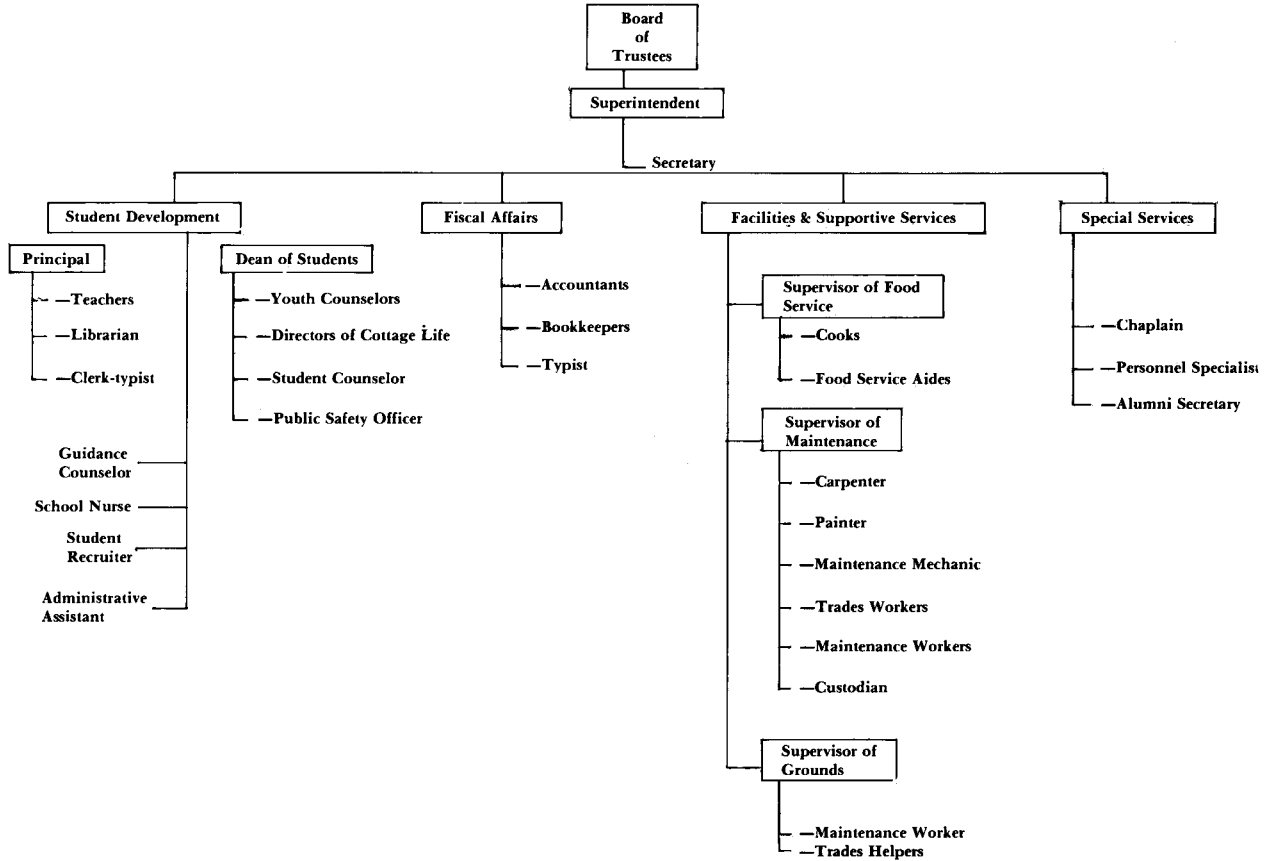 Board
of
Trustees
Superintendent
Secretary
Student Development
Fiscal Affairs
Facilities & Supportive Services
Special Services
Principal
—Teachers
—Librarian
—Clerk-typist
Dean of Students
—Youth Counselors
—Directors of Cottage Life
—Student Counselor
—Public Safety Officer
Guidance
Counselor
School Nurse
Student
Recruiter
Administrative
Assistant
—Accountants
—Bookkeepers
—Typist
Supervisor of Food
Service
—Cooks
—Food Service Aides
Supervisor of
Maintenance
—Carpenter
—Painter
—Maintenance Mechanic
—Trades Workers
—Maintenance Workers
—Custodian
Supervisor of
Grounds
—Maintenance Worker
—Trades Helpers
—Chaplain
—Personnel Specialist
—Alumni Secretary